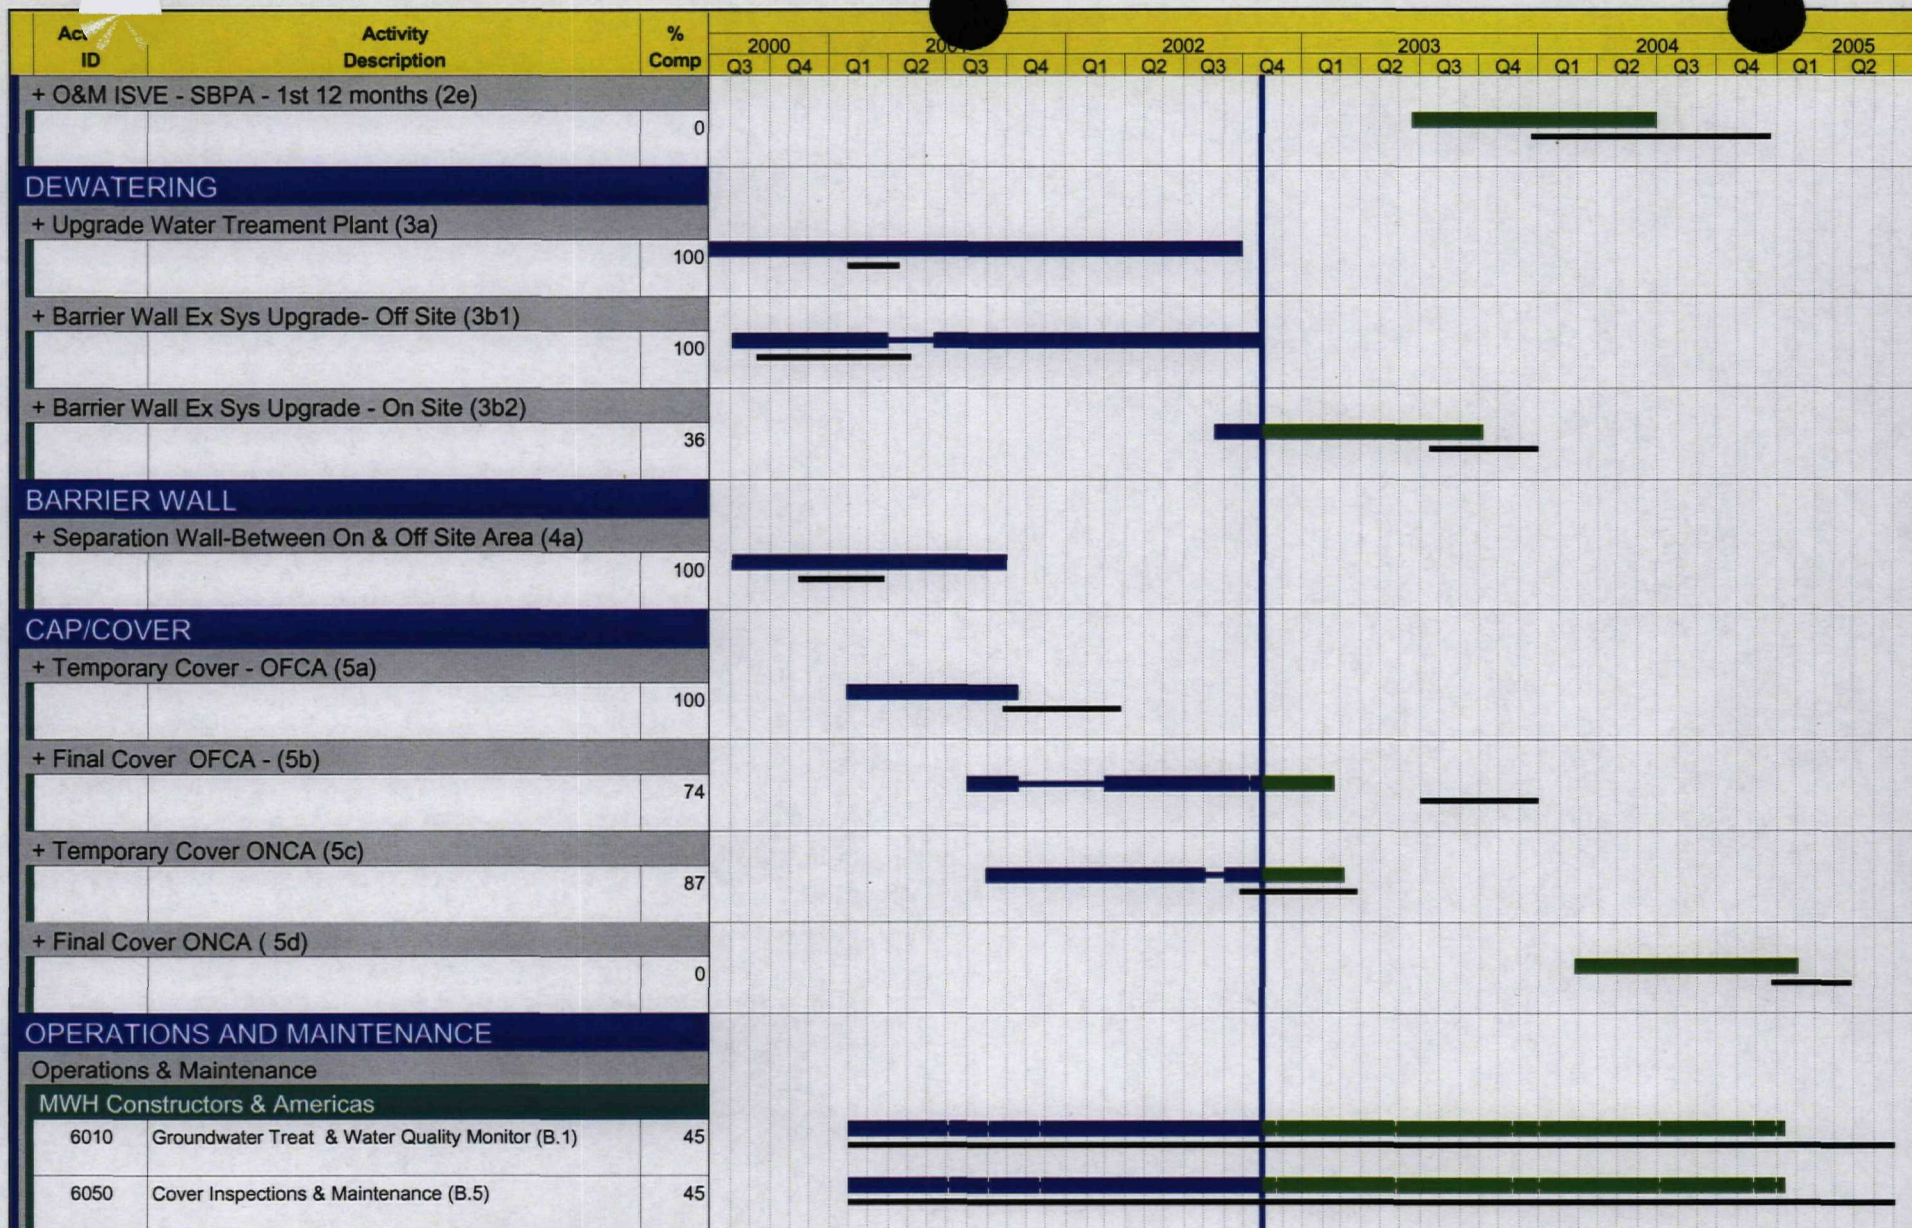 Activity %
ID Description Comp
2000 2002 2003 2004 2005
Q3 Q4 Q1 Q2 Q3 Q4 Q1 Q2 Q3 Q4 Q1 Q2 Q3 Q4 Q1 Q2 Q3 Q4 Q1 Q2
+ O&M ISVE - SBPA - 1st 12 months (2e)
0
DEWATERING
+ Upgrade Water Treament Plant (3a)
100
+ Barrier Wall Ex Sys Upgrade- Off Site (3b1)
100
+ Barrier Wall Ex Sys Upgrade - On Site (3b2)
36
BARRIER WALL
+ Separation Wall-Between On & Off Site Area (4a)
100
CAP/COVER
+ Temporary Cover - OFCA (5a)
100
+ Final Cover OFCA - (5b)
74
+ Temporary Cover ONCA (5c)
87
+ Final Cover ONCA ( 5d)
0
OPERATIONS AND MAINTENANCE
Operations & Maintenance
MWH Constructors & Americas
6010 Groundwater Treat & Water Quality Monitor (B.1) 45
6050 Cover Inspections & Maintenance (B.5) 45